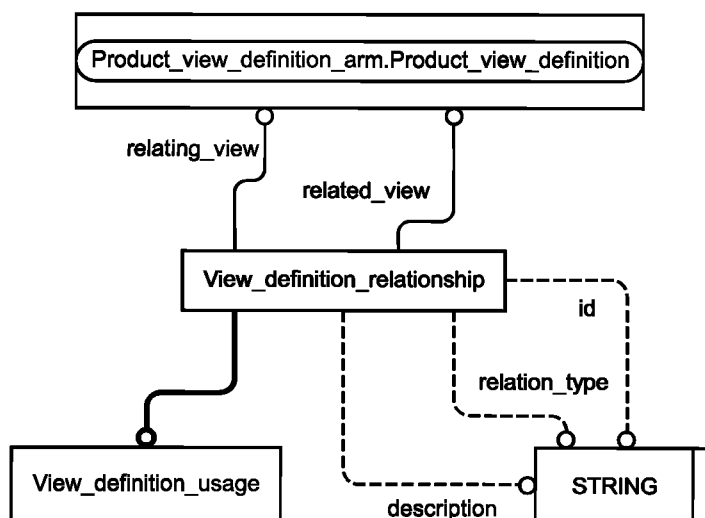 Product_view_definition_arm.Product_view_definition
relating_view
related_view
View_definition_relationship
id
relation_type
View_definition_usage
STRING
description